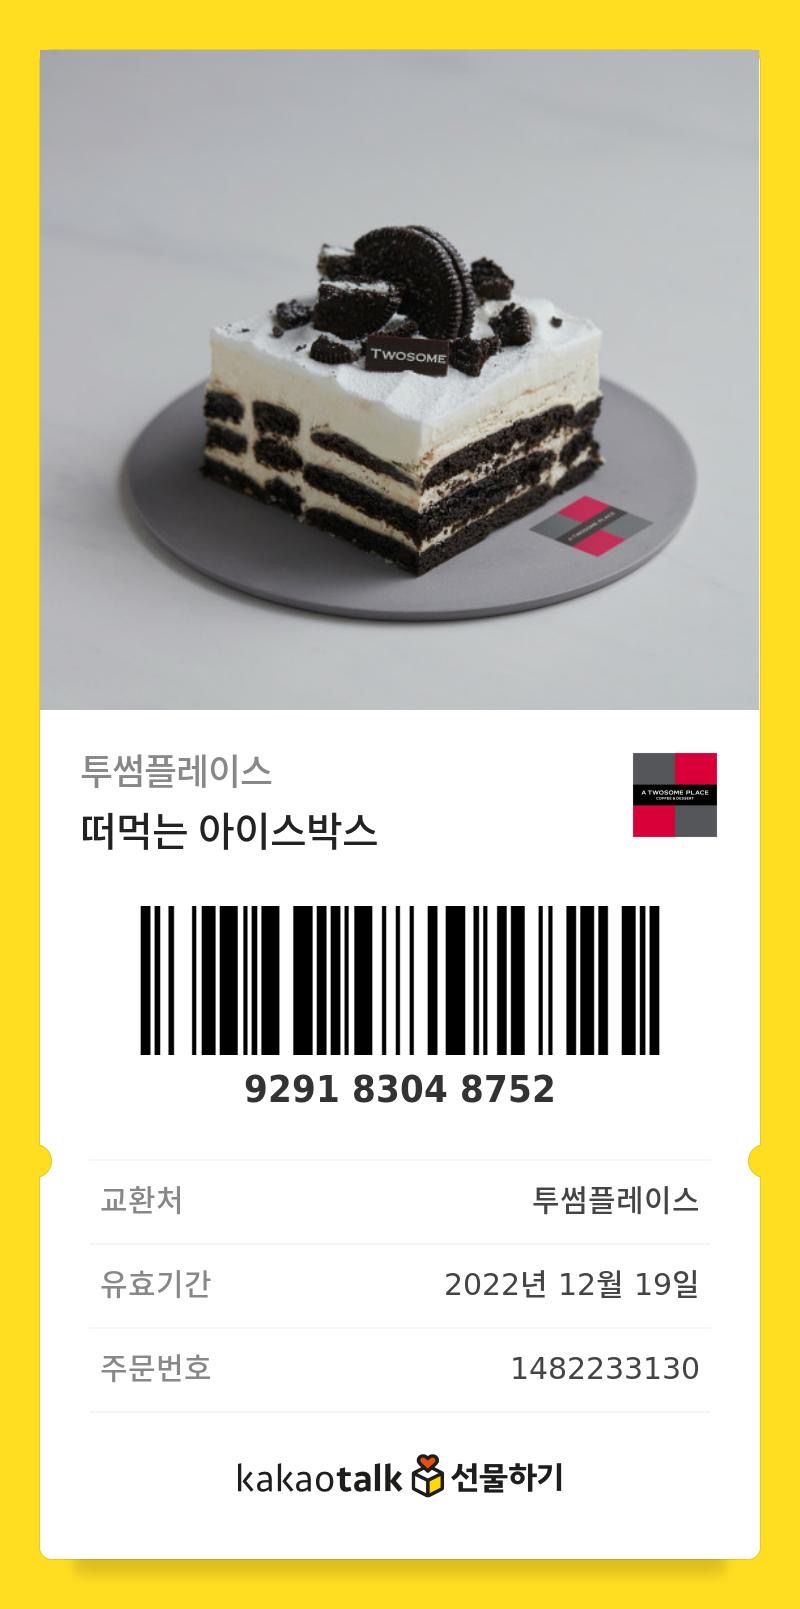 TWOSOME
A TWOSOME PLACE
투썸플레이스
A TWOSOME PLACE
COFFEE & DESSERT
떠먹는 아이스박스
9291 8304 8752
교환처 투썸플레이스
유효기간 2022년 12월 19일
주문번호 1482233130
kakaotalk 선물하기